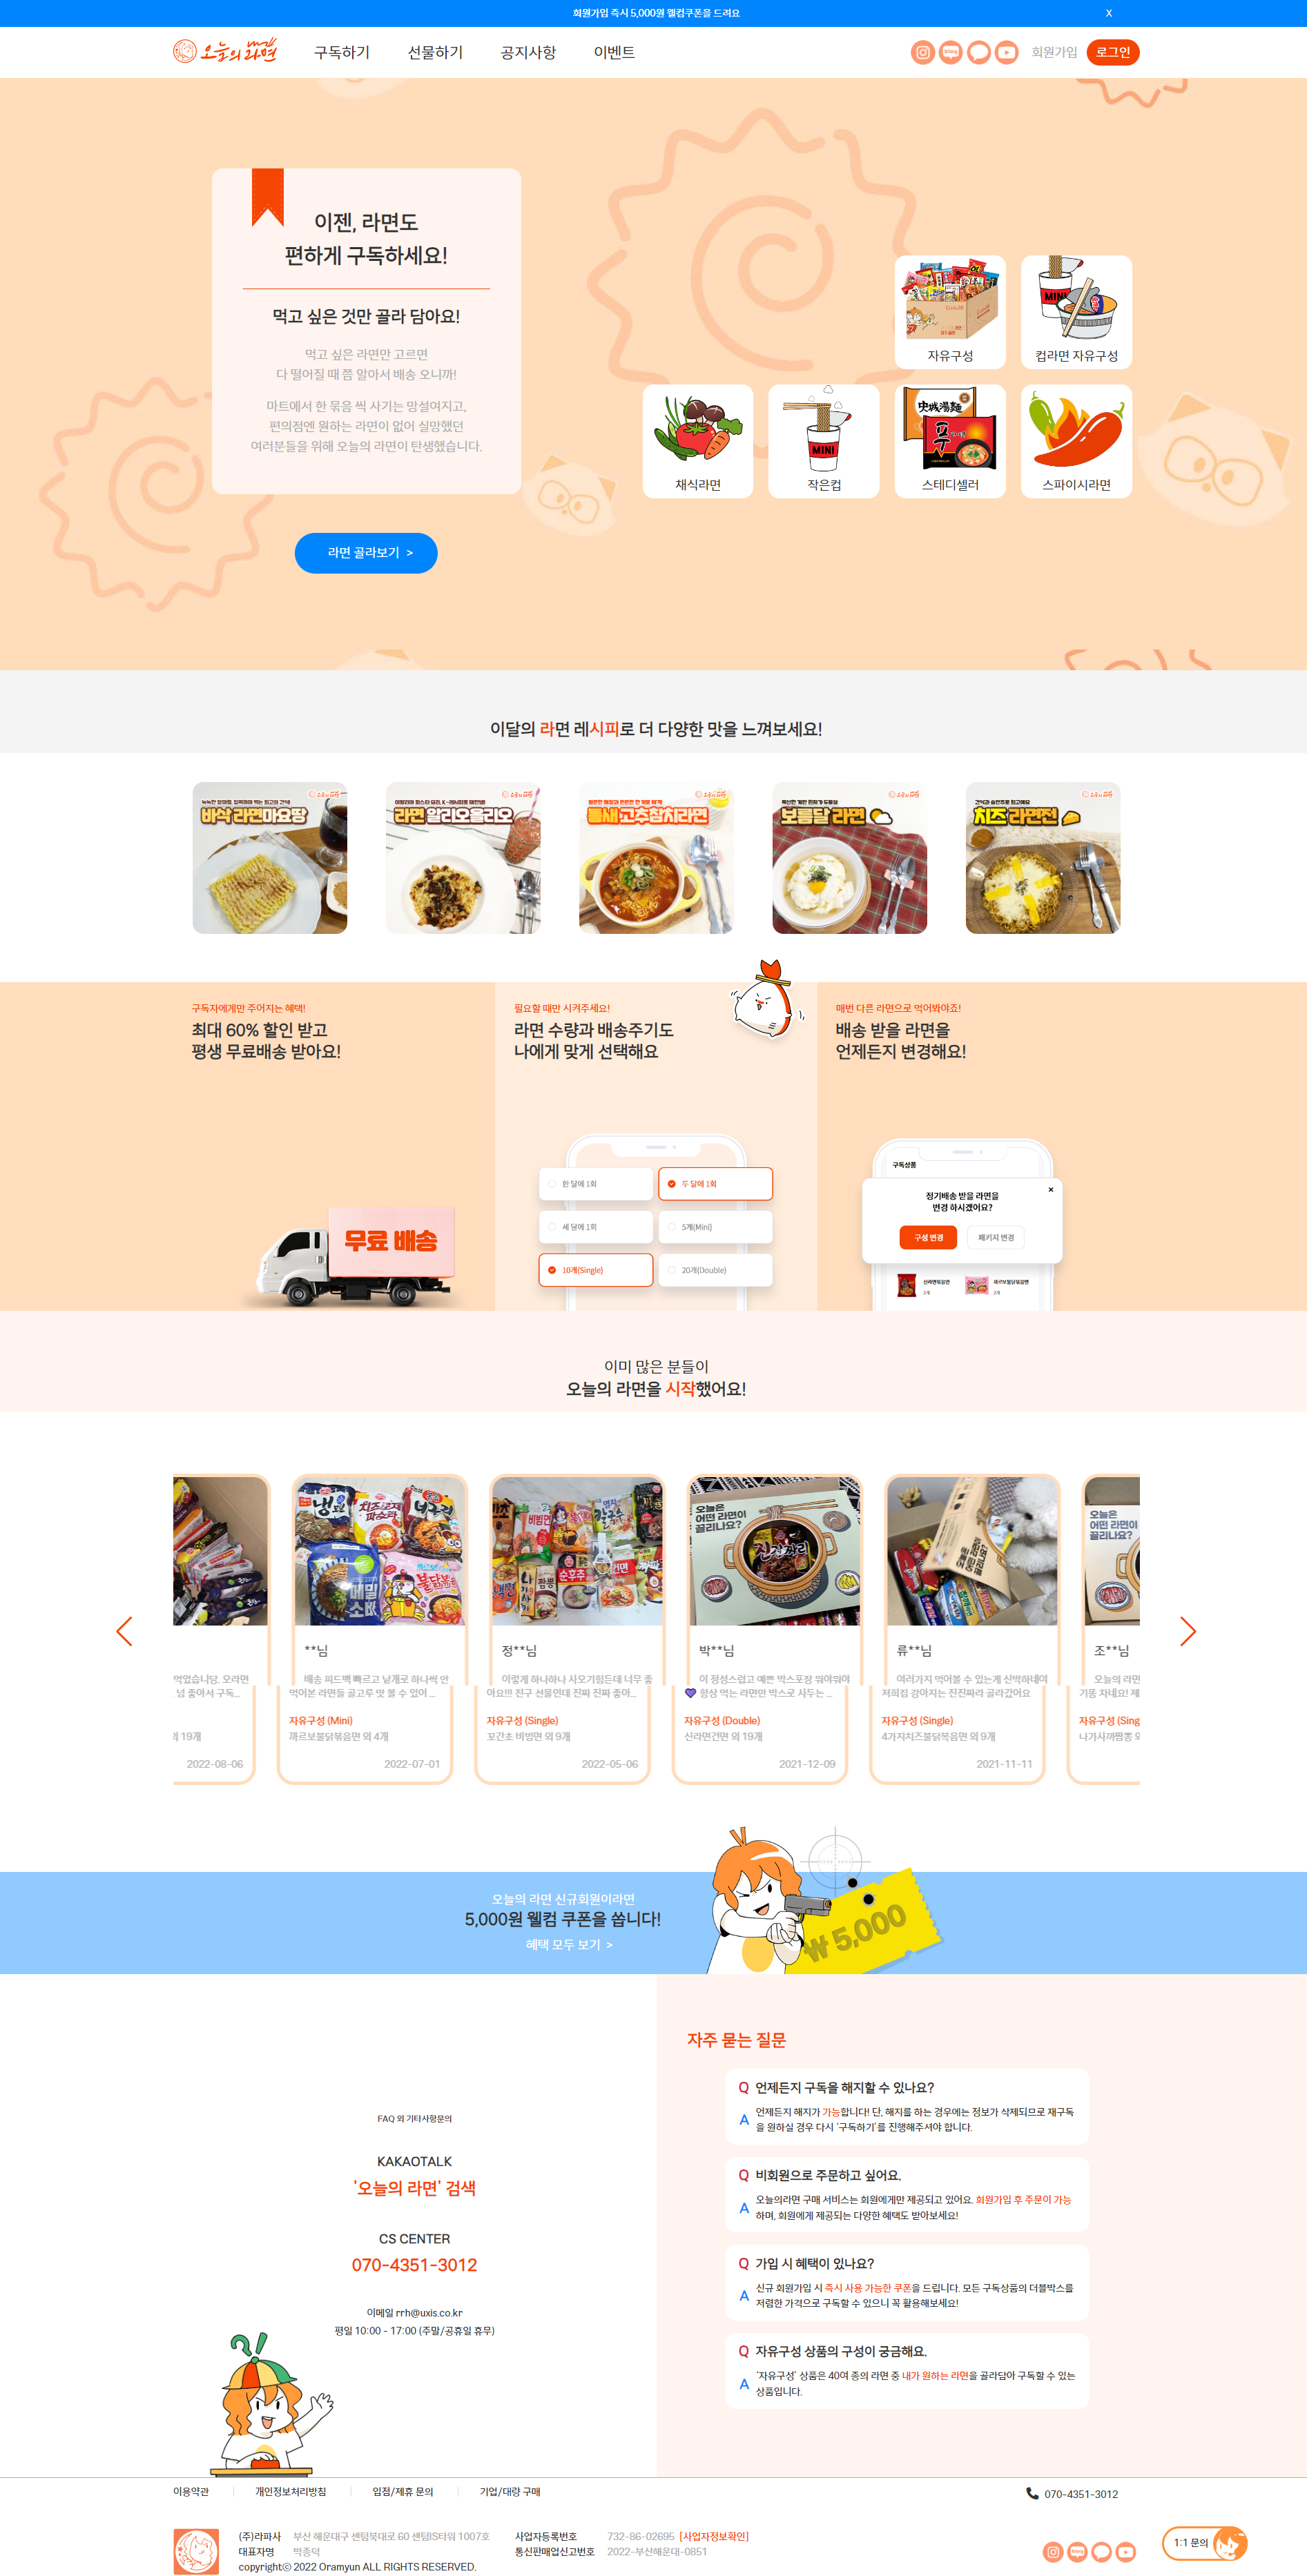 회원가입 즉시 5,000원 웰컴쿠폰을 드려요
X
오늘의 라면
구독하기
선물하기
공지사항
이벤트
blog
회원가입
로그인
이젠, 라면도
편하게 구독하세요!
먹고 싶은 것만 골라 담아요!
먹고 싶은 라면만 고르면
다 떨어질 때 쯤 알아서 배송 오니까!
마트에서 한 묶음 씩 사기는 망설여지고,
편의점엔 원하는 라면이 없어 실망했던
여러분들을 위해 오늘의 라면이 탄생했습니다.
라면 골라보기 >
자유구성
MINI
컵라면 자유구성
채식라면
MINI
작은컵
스테디셀러
스파이시라면
이달의 라면 레시피로 더 다양한 맛을 느껴보세요!
바삭 라면마요땅
라면 알리오올리오
틈새 고추참치라면
보름달 라면
치즈 라면전
구독자에게만 주어지는 혜택!
최대 60% 할인 받고
평생 무료배송 받아요!
무료 배송
필요할 때만 시켜주세요!
라면 수량과 배송주기도
나에게 맞게 선택해요
한 달에 1회
두 달에 1회
세 달에 1회
5개(Mini)
10개(Single)
20개(Double)
매번 다른 라면으로 먹어봐야죠!
배송 받을 라면을
언제든지 변경해요!
구독상품
×
정기배송 받을 라면을
변경 하시겠어요?
구성 변경
패키지 변경
신라면볶음면
2개
까르보불닭볶음면
2개
이미 많은 분들이
오늘의 라면을 시작했어요!
먹었습니당. 오라면
넘 좋아서 구독...
외 19개
2022-08-06
**님
배송 피드백 빠르고 낱개로 하나씩 안
먹어본 라면들 골고루 맛 볼 수 있어 ...
자유구성 (Mini)
까르보불닭볶음면 외 4개
2022-07-01
정**님
이렇게 하나하나 사오기힘든데 너무 좋
아요!!! 진구 선물인데 진짜 진짜 좋아...
자유구성 (Single)
꼬간초 비빔면 외 9개
2022-05-06
오늘은
어떤 라면이
끌리나요?
진진짜라
박**님
이 정성스럽고 예쁜 박스포장 뭐야뭐야
💜 항상 먹는 라면만 박스로 사두는 ...
자유구성 (Double)
신라면건면 외 19개
2021-12-09
류**님
여러가지 먹어볼 수 있는게 신박하네여
저희집 강아지는 진진짜라 골라갔어요
자유구성 (Single)
4가지치즈불닭복음면 외 9개
2021-11-11
조**님
오늘의 라면
기똥 차네요! 제
자유구성 (Sing
나가사끼짬뽕 외
오늘의 라면 신규회원이라면
5,000원 웰컴 쿠폰을 쏩니다!
혜택 모두 보기 >
₩ 5,000
FAQ 외 기타사항문의
KAKAOTALK
'오늘의 라면' 검색
CS CENTER
070-4351-3012
이메일 rrh@uxis.co.kr
평일 10:00 - 17:00 (주말/공휴일 휴무)
자주 묻는 질문
Q 언제든지 구독을 해지할 수 있나요?
A 언제든지 해지가 가능합니다! 단, 해지를 하는 경우에는 정보가 삭제되므로 재구독
을 원하실 경우 다시 '구독하기'를 진행해주셔야 합니다.
Q 비회원으로 주문하고 싶어요.
A 오늘의라면 구매 서비스는 회원에게만 제공되고 있어요. 회원가입 후 주문이 가능
하며, 회원에게 제공되는 다양한 혜택도 받아보세요!
Q 가입 시 혜택이 있나요?
A 신규 회원가입 시 즉시 사용 가능한 쿠폰을 드립니다. 모든 구독상품의 더블박스를
저렴한 가격으로 구독할 수 있으니 꼭 활용해보세요!
Q 자유구성 상품의 구성이 궁금해요.
A '자유구성' 상품은 40여 종의 라면 중 내가 원하는 라면을 골라담아 구독할 수 있는
상품입니다.
이용약관
개인정보처리방침
입점/제휴 문의
기업/대량 구매
070-4351-3012
(주)라파사 부산 해운대구 센텀북대로 60 센텀IS타워 1007호
사업자등록번호 732-86-02695 [사업자정보확인]
대표자명 박종덕
통신판매업신고번호 2022-부산해운대-0851
copyrightⓒ 2022 Oramyun ALL RIGHTS RESERVED.
blog
1:1 문의